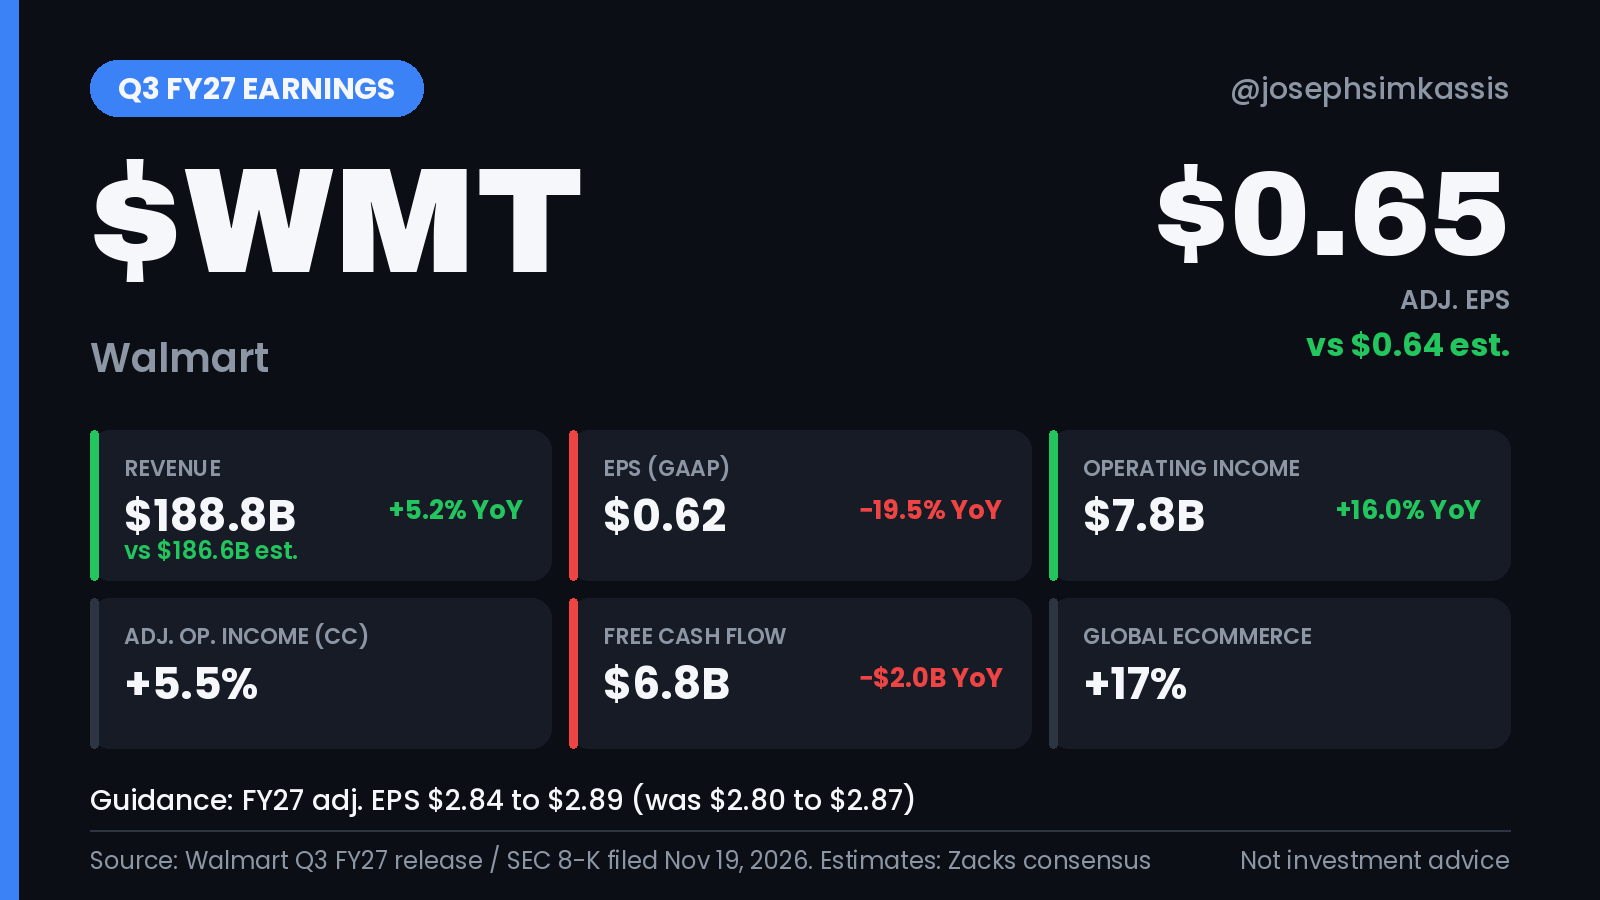 Q3 FY27 EARNINGS
@josephsimkassis
$WMT
$0.65
ADJ. EPS
vs $0.64 est.
Walmart
REVENUE
$188.8B
+5.2% YoY
vs $186.6B est.
EPS (GAAP)
$0.62
−19.5% YoY
OPERATING INCOME
$7.8B
+16.0% YoY
ADJ. OP. INCOME (CC)
+5.5%
FREE CASH FLOW
$6.8B
−$2.0B YoY
GLOBAL ECOMMERCE
+17%
Guidance: FY27 adj. EPS $2.84 to $2.89 (was $2.80 to $2.87)
Source: Walmart Q3 FY27 release / SEC 8-K filed Nov 19, 2026. Estimates: Zacks consensus
Not investment advice